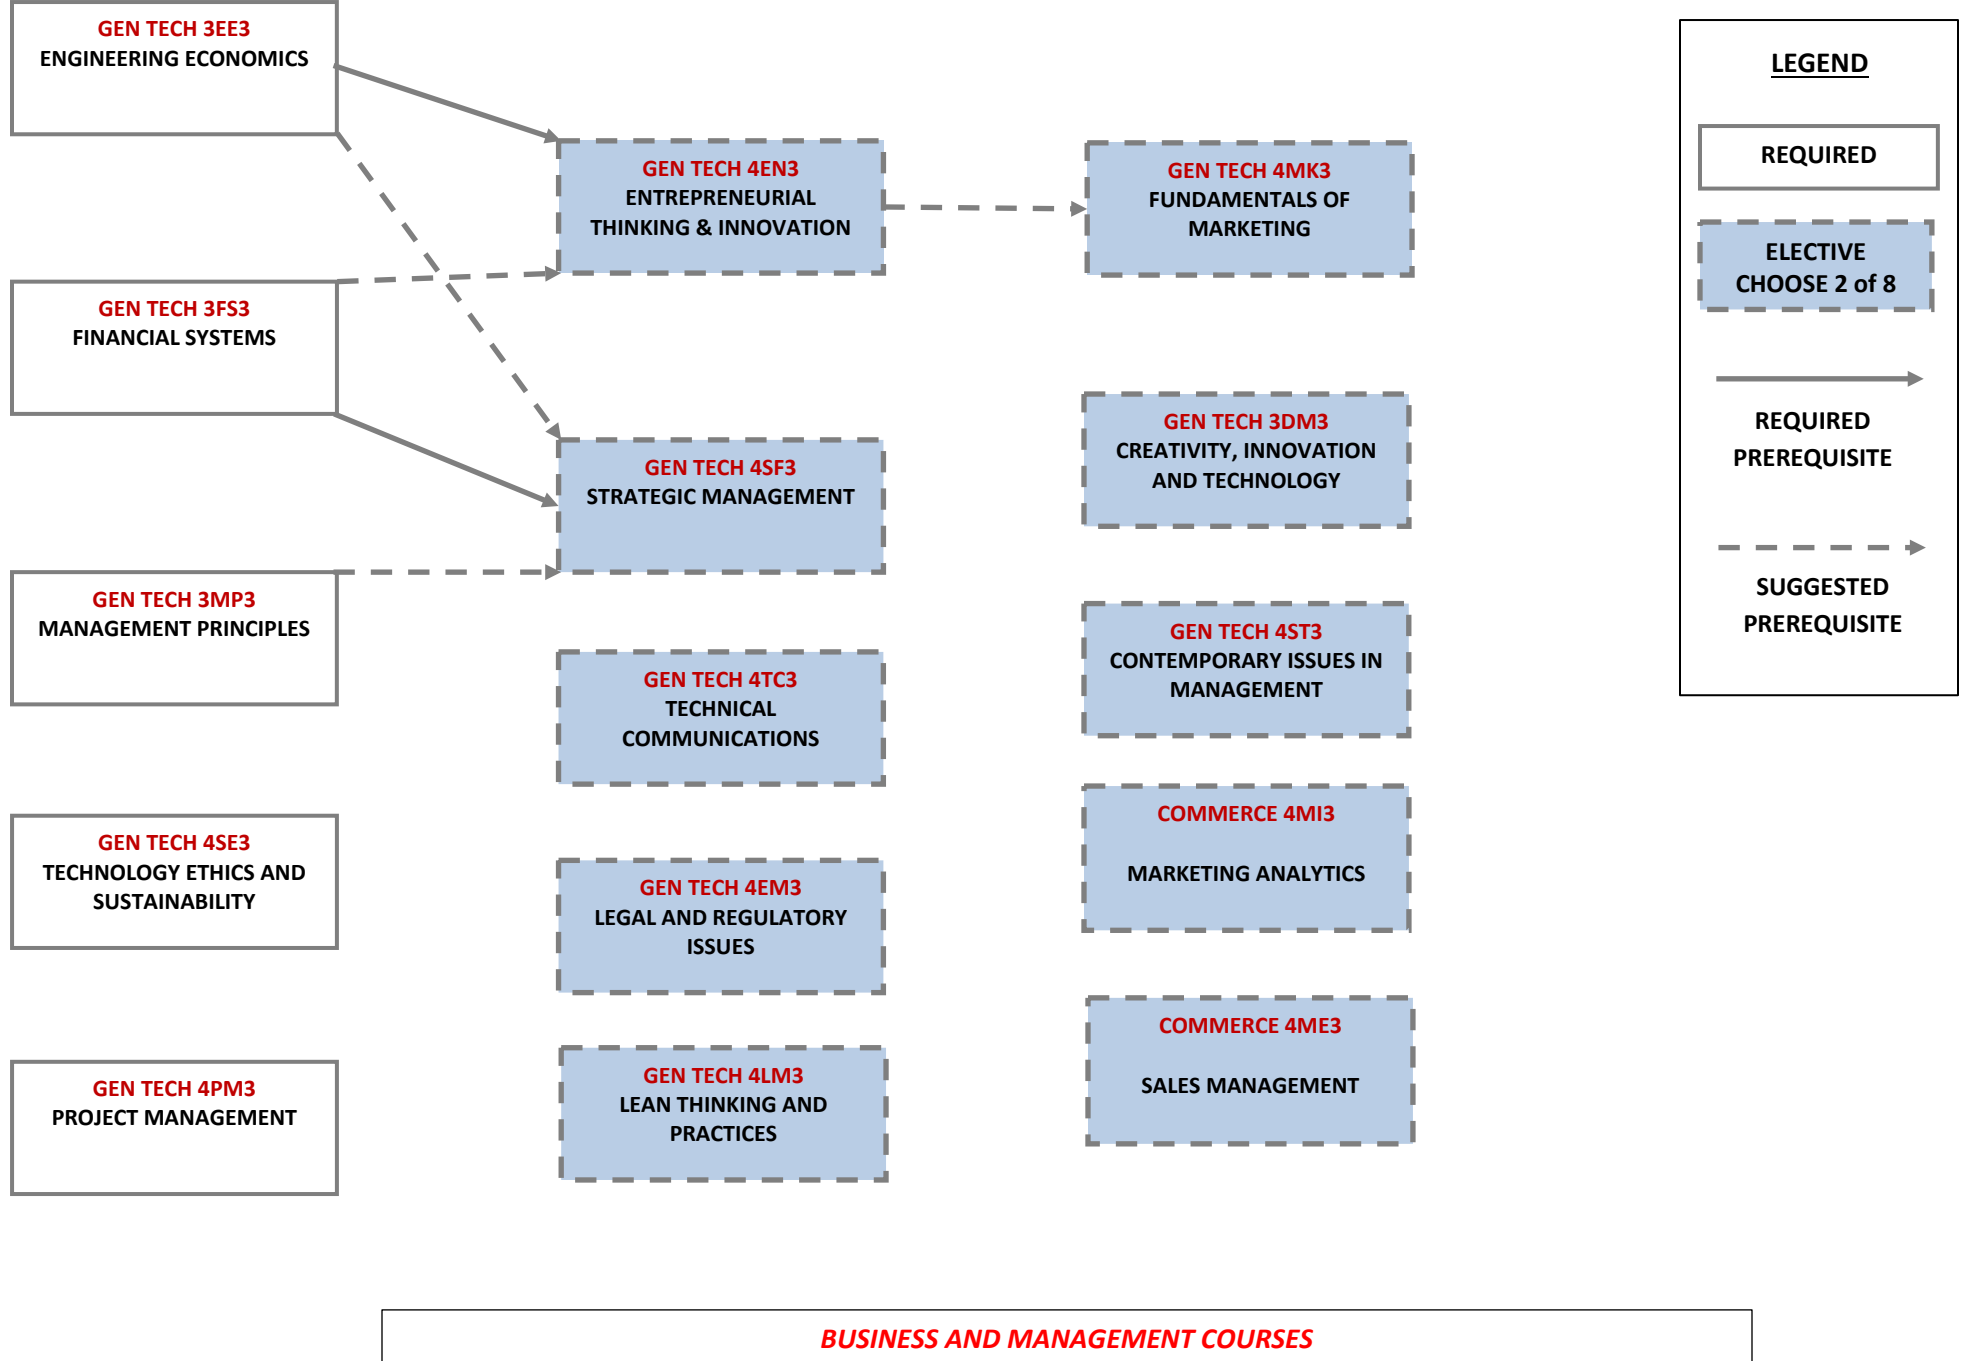 GEN TECH 3EE3
ENGINEERING ECONOMICS
GEN TECH 3FS3
FINANCIAL SYSTEMS
GEN TECH 3MP3
MANAGEMENT PRINCIPLES
GEN TECH 4SE3
TECHNOLOGY ETHICS AND
SUSTAINABILITY
GEN TECH 4PM3
PROJECT MANAGEMENT
GEN TECH 4EN3
ENTREPRENEURIAL
THINKING & INNOVATION
GEN TECH 4SF3
STRATEGIC MANAGEMENT
GEN TECH 4TC3
TECHNICAL
COMMUNICATIONS
GEN TECH 4EM3
LEGAL AND REGULATORY
ISSUES
GEN TECH 4LM3
LEAN THINKING AND
PRACTICES
GEN TECH 4MK3
FUNDAMENTALS OF
MARKETING
GEN TECH 3DM3
CREATIVITY, INNOVATION
AND TECHNOLOGY
GEN TECH 4ST3
CONTEMPORARY ISSUES IN
MANAGEMENT
COMMERCE 4MI3
MARKETING ANALYTICS
COMMERCE 4ME3
SALES MANAGEMENT
LEGEND
REQUIRED
ELECTIVE
CHOOSE 2 of 8
REQUIRED
PREREQUISITE
SUGGESTED
PREREQUISITE
BUSINESS AND MANAGEMENT COURSES